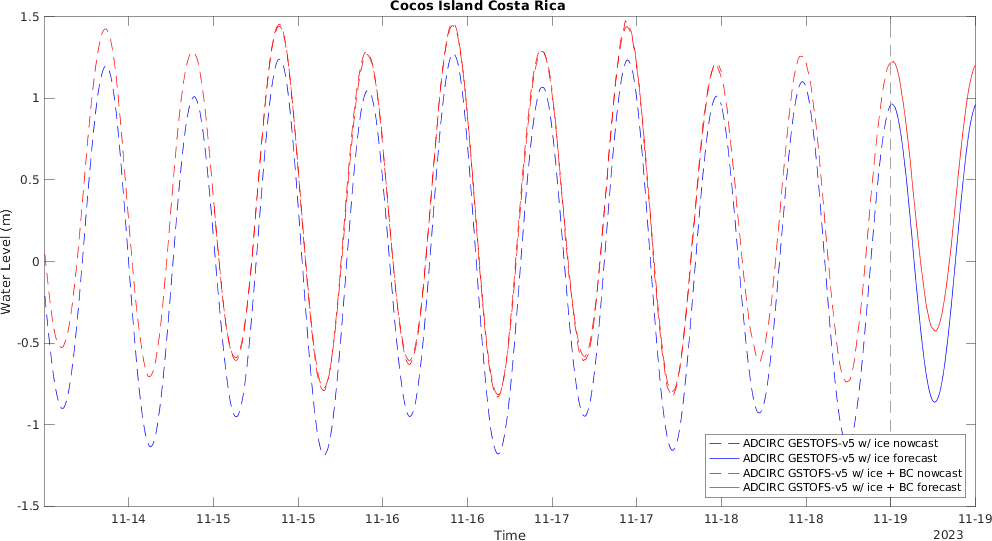 Cocos Island Costa Rica
1.5
1
0.5
0
-0.5
-1
-1.5
Water Level (m)
ADCIRC GESTOFS-v5 w/ ice nowcast
ADCIRC GESTOFS-v5 w/ ice forecast
ADCIRC GSTOFS-v5 w/ ice + BC nowcast
ADCIRC GSTOFS-v5 w/ ice + BC forecast
11-14 11-15 11-15 11-16 11-16 11-17 11-17 11-18 11-18 11-19 11-19
Time
2023